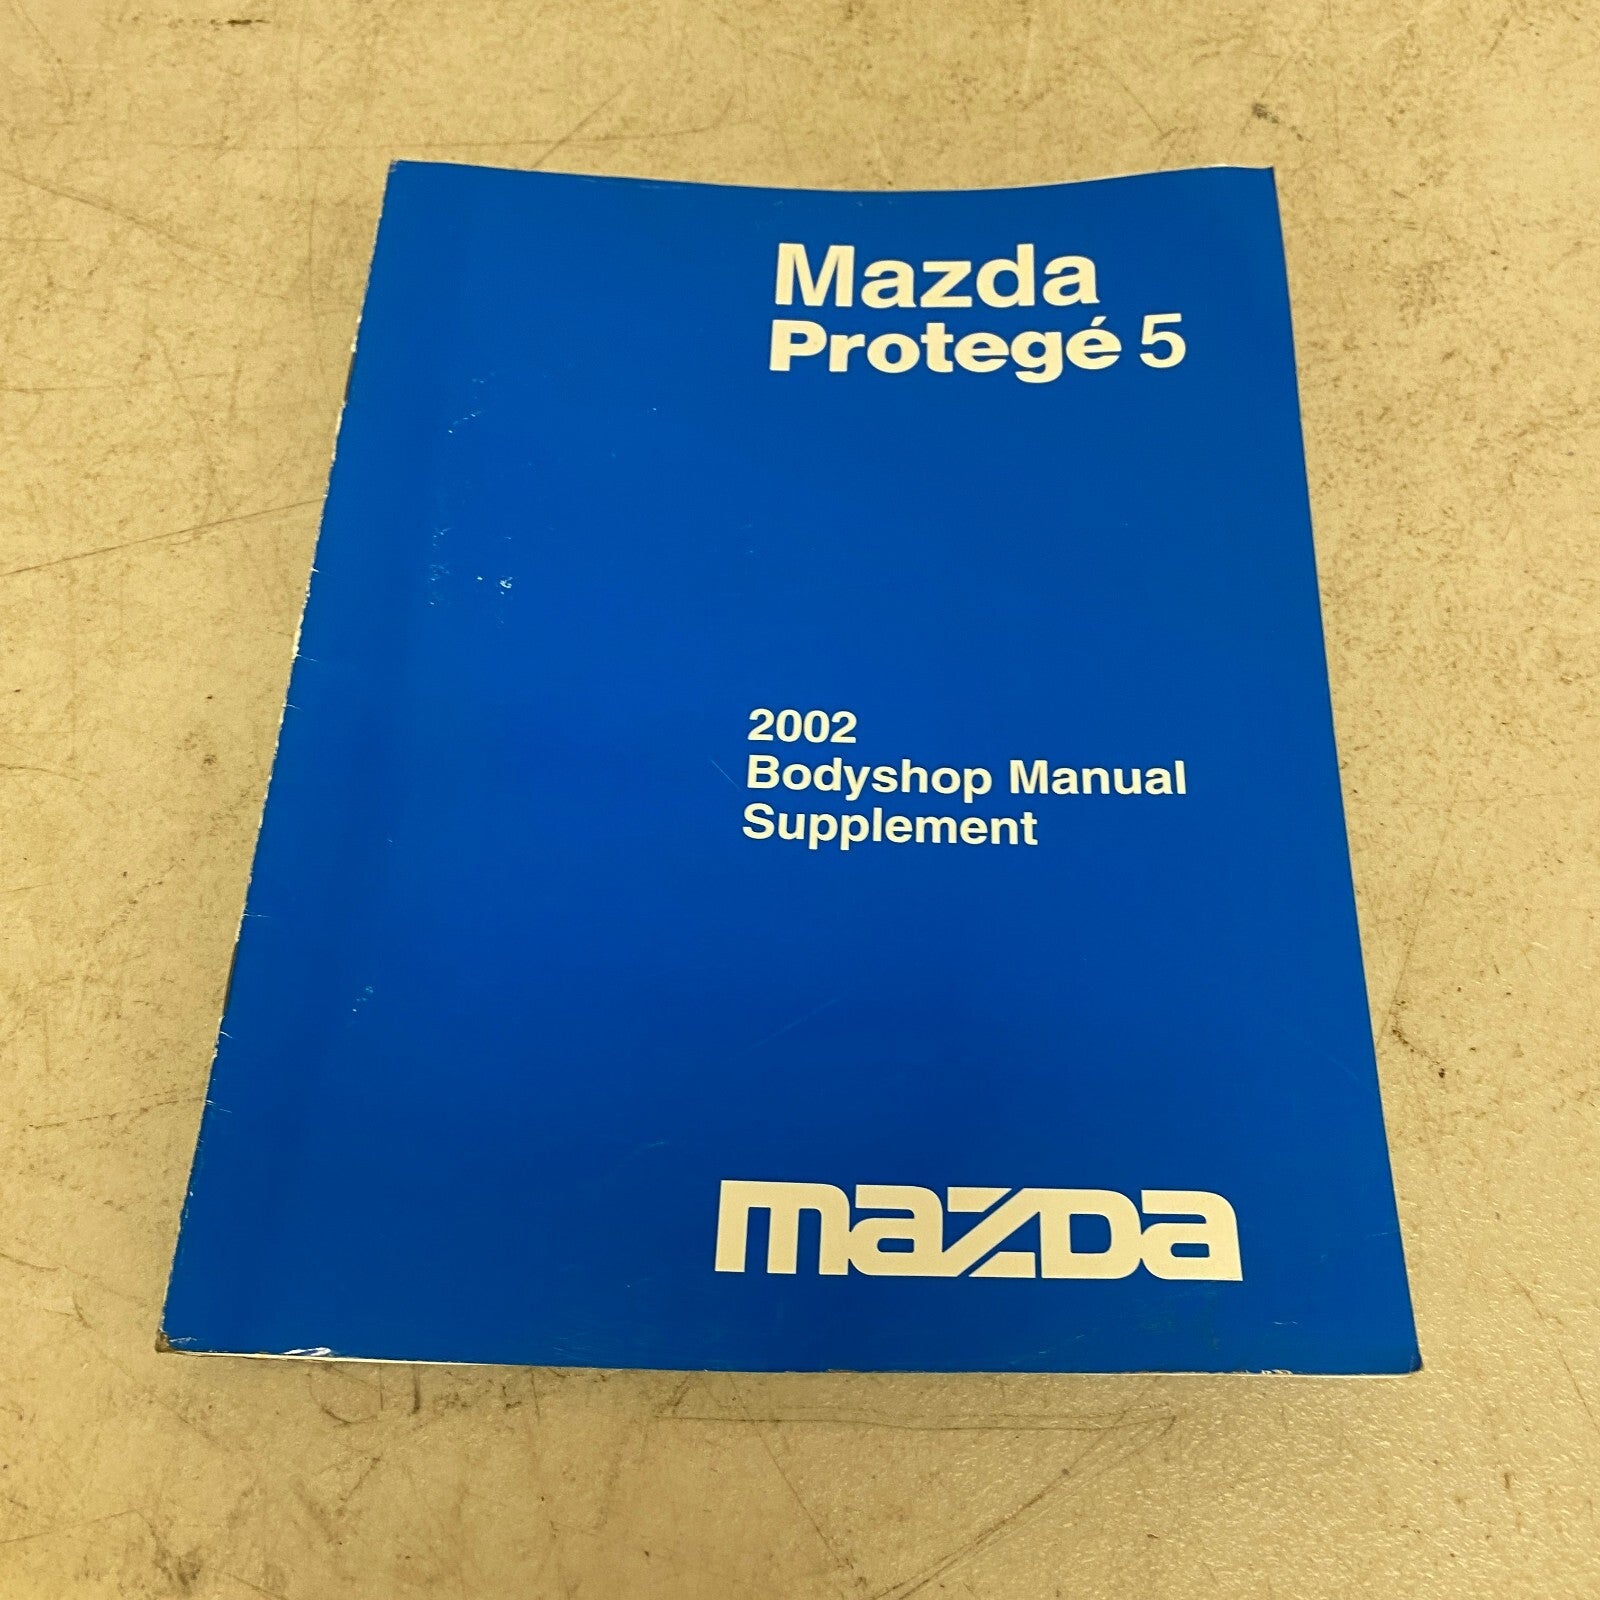 Mazda
Protegé 5
2002
Bodyshop Manual
Supplement
mazda